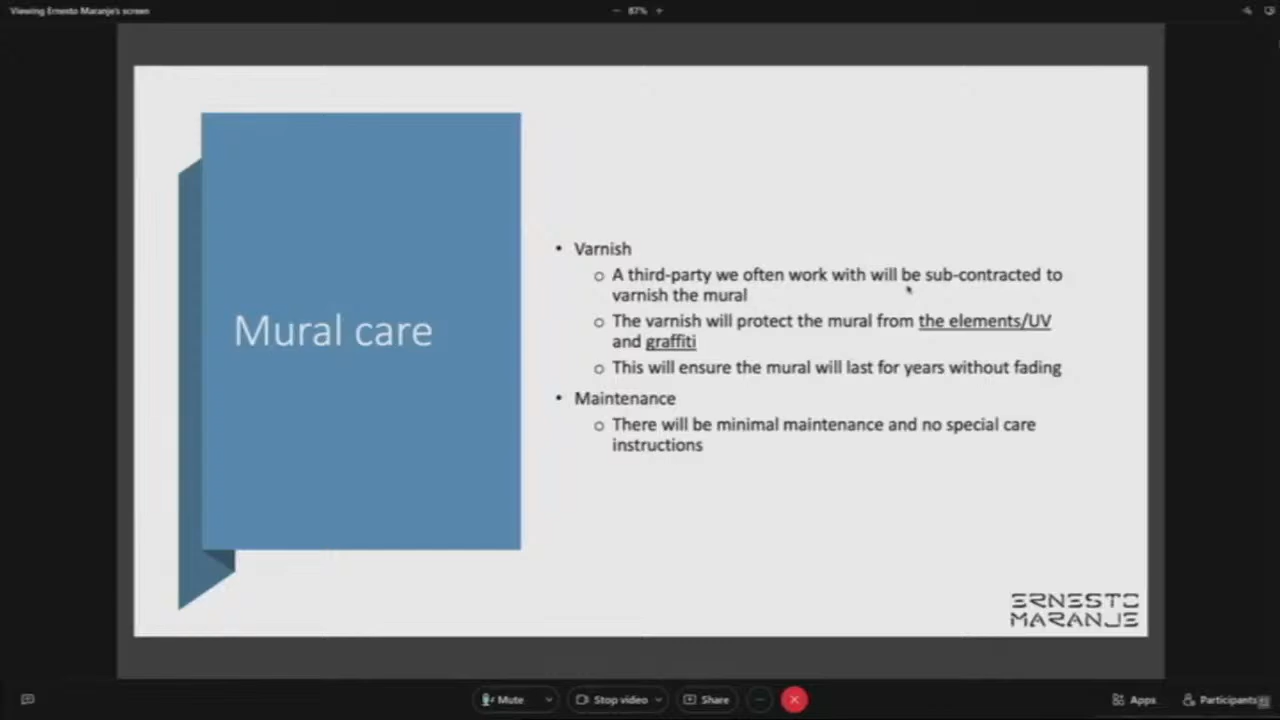 Viewing Ernesto Maranje's screen
87%
Mural care
• Varnish
o A third-party we often work with will be sub-contracted to
varnish the mural
o The varnish will protect the mural from the elements/UV
and graffiti
o This will ensure the mural will last for years without fading
• Maintenance
o There will be minimal maintenance and no special care
instructions
ERNESTO
MARANJE
Mute
Stop video
Share
Apps
Participants